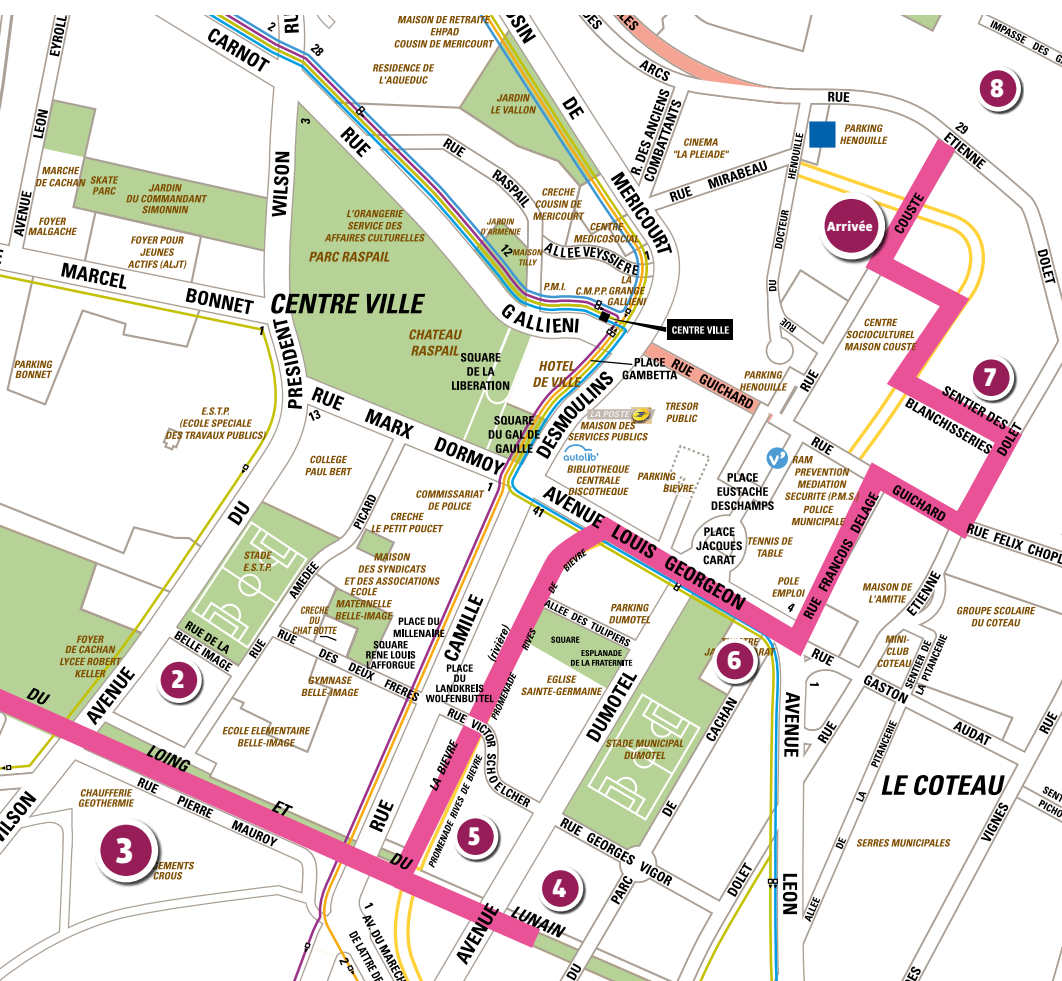 EYROLL
LEON
AVENUE
CARNOT
RUE
2
28
RU
MAISON DE RETRAITE
EHPAD
COUSIN DE MERICOURT
RESIDENCE DE
L'AQUEDUC
SSIN
DE
MERICOURT
JARDIN
LE VALLON
ARCS
R. DES ANCIENS
COMBATTANTS
CINEMA
"LA PLEIADE"
RUE MIRABEAU
RUE
HENOUILLE
DOCTEUR
DU
RUE
PARKING
HENOUILLE
IMPASSE DES G
8
29
ETIENNE
DOLET
COUSTE
Arrivée
RUE
MARCHE
DE CACHAN
SKATE
PARC
JARDIN
DU COMMANDANT
SIMONNIN
FOYER
MALGACHE
FOYER POUR
JEUNES
ACTIFS (ALJT)
MARCEL BONNET
PARKING
BONNET
3
WILSON
PRESIDENT
DU
AVENUE
WILSON
L'ORANGERIE
SERVICE DES
AFFAIRES CULTURELLES
PARC RASPAIL
CENTRE VILLE
CHATEAU
RASPAIL
SQUARE
DE LA
LIBERATION
RUE RASPAIL
JARDIN
D'ARMENIE
12
MAISON
TILLY
CRECHE
COUSIN DE
MERICOURT
CENTRE
MEDICOSOCIAL
ALLEE VEYSSIERE
P.M.I.
LA
C.M.P.P. GRANGE
GALLIENI
GALLIENI
CENTRE VILLE
HOTEL
DE VILLE
PLACE
GAMBETTA
RUE GUICHARD
PARKING
HENOUILLE
CENTRE
SOCIOCULTUREL
MAISON COUSTE
7
SENTIER DES
BLANCHISSERIES
DOLET
RUE
GUICHARD
RUE FELIX CHOPL
1
E.S.T.P.
(ECOLE SPECIALE
DES TRAVAUX PUBLICS)
13
RUE MARX DORMOY
SQUARE
DU GAL DE
GAULLE
DESMOULINS
LA POSTE
MAISON DES
SERVICES PUBLICS
TRESOR
PUBLIC
autolib'
BIBLIOTHEQUE
CENTRALE
DISCOTHEQUE
PARKING
BIEVRE
PLACE
EUSTACHE
DESCHAMPS
PLACE
JACQUES
CARAT
RAM
PREVENTION
MEDIATION
SECURITE (P.M.S.)
POLICE
MUNICIPALE
TENNIS DE
TABLE
POLE
EMPLOI
4
RUE FRANCOIS DELAGE
COLLEGE
PAUL BERT
COMMISSARIAT
DE POLICE
CRECHE
LE PETIT POUCET
1
41
AVENUE LOUIS GEORGEON
STADE
E.S.T.P.
AMEDEE
PICARD
RUE
MAISON
DES SYNDICATS
ET DES ASSOCIATIONS
ECOLE
MATERNELLE
BELLE-IMAGE
CRECHE
DU
CHAT BOTTE
RUE DE LA
BELLE IMAGE
RUE DES DEUX FRERES
SQUARE
RENE LOUIS
LAFFORGUE
GYMNASE
BELLE-IMAGE
PLACE DU
MILLENAIRE
PLACE
DU
LANDKREIS
WOLFENBUTTEL
CAMILLE
RUE
(rivière)
PROMENADE RIVES DE BIEVRE
ALLEE DES TULIPIERS
SQUARE
ESPLANADE
DE LA FRATERNITE
EGLISE
SAINTE-GERMAINE
PARKING
DUMOTEL
DUMOTEL
STADE MUNICIPAL
DUMOTEL
CACHAN
DE
PARC
DU
6
MAISON DE
L'AMITIE
ETIENNE
GROUPE SCOLAIRE
DU COTEAU
MINI-
CLUB
COTEAU
SENTIER DE
LA PITANCERIE
RUE GASTON AUDAT
1
RUE
RUE
LE COTEAU
SERRES MUNICIPALES
VIGNES
SENT
PICHO
DES
PITANCERIE
LA
DE
ALLEE
AVENUE
LEON
DOLET
FOYER
DE CACHAN
LYCEE ROBERT
KELLER
2
ECOLE ELEMENTAIRE
BELLE-IMAGE
DU LOING ET DU LUNAIN
RUE PIERRE MAUROY
CHAUFFERIE
GEOTHERMIE
3
GEMENTS
CROUS
RUE VICTOR SCHOELCHER
LA BIEVRE
PROMENADE RIVES DE BIEVRE
5
RUE GEORGES VIGOR
4
AVENUE
1
AV. DU MARECH
DE LATTRE DE
2